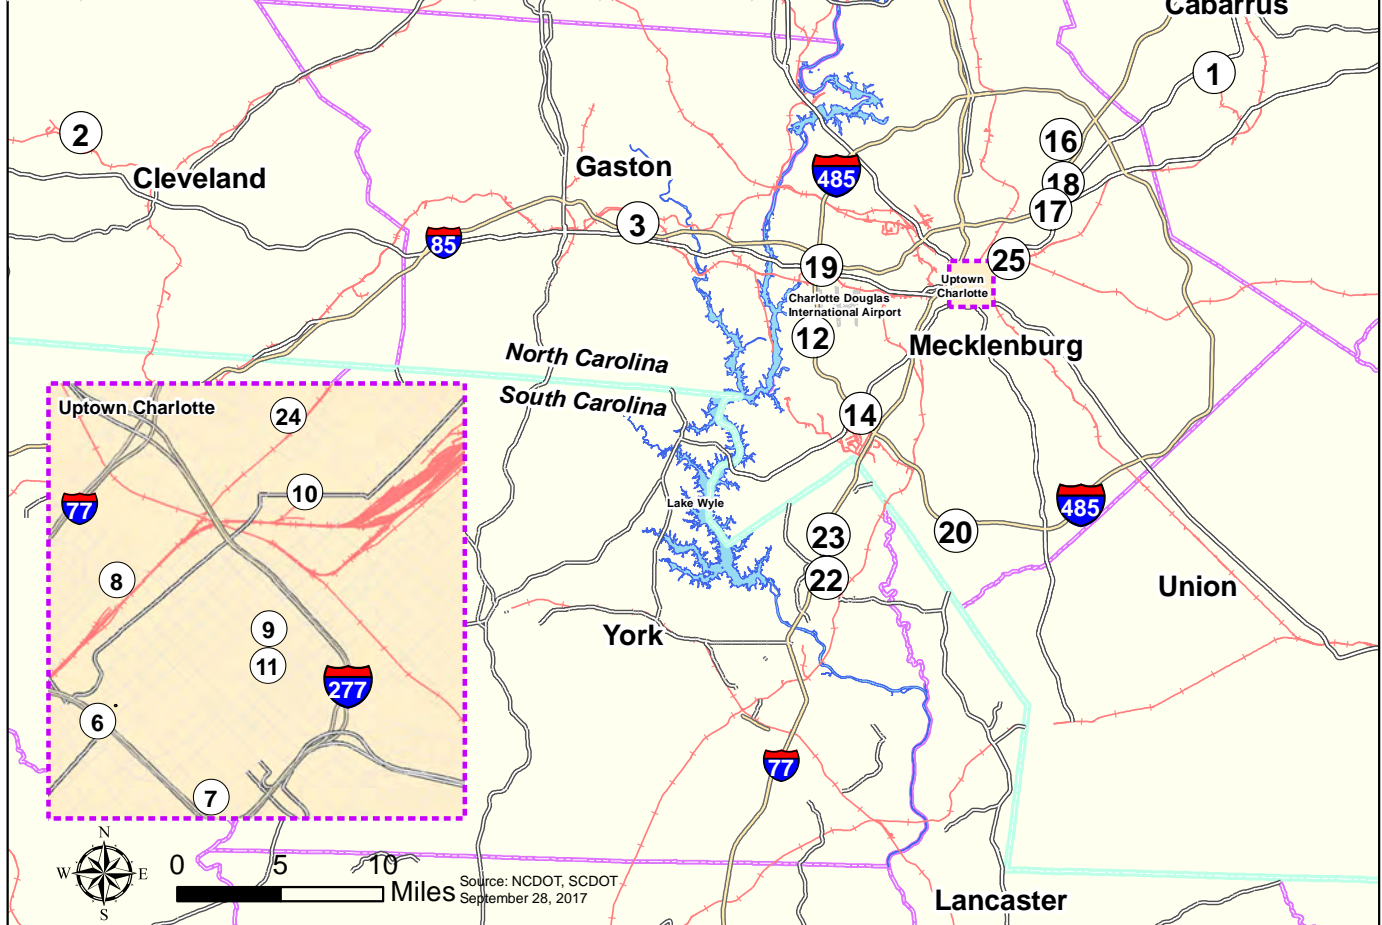 Cabarrus
1
2
16
Cleveland
Gaston
485
18
17
3
85
25
19
Uptown
Charlotte
Charlotte Douglas
International Airport
12
Mecklenburg
North Carolina
South Carolina
14
Uptown Charlotte
24
10
77
Lake Wyle
485
20
23
22
8
Union
9
York
11
277
6
77
7
N
W
E
S
0
5
10
Miles
Source: NCDOT, SCDOT
September 28, 2017
Lancaster